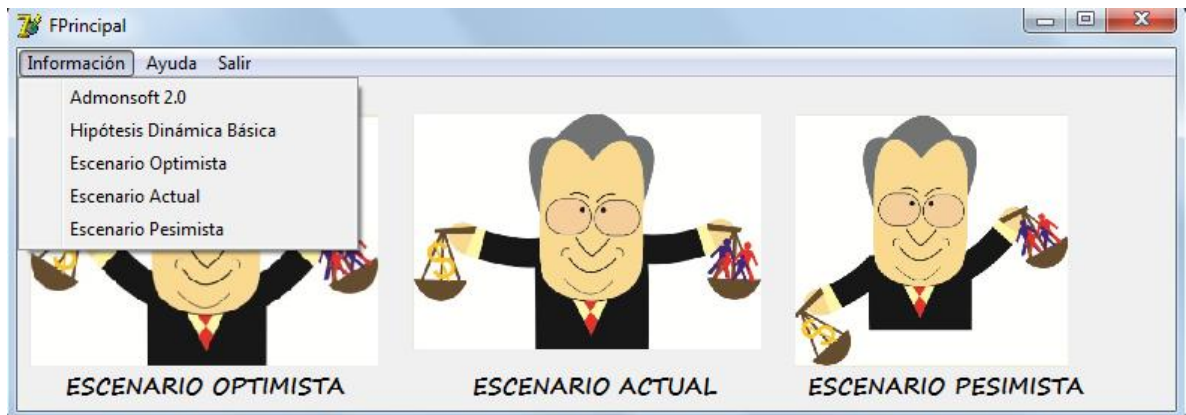 FPrincipal
Información Ayuda Salir
Admonsoft 2.0
Hipótesis Dinámica Básica
Escenario Optimista
Escenario Actual
Escenario Pesimista
$ $
ESCENARIO OPTIMISTA ESCENARIO ACTUAL ESCENARIO PESIMISTA